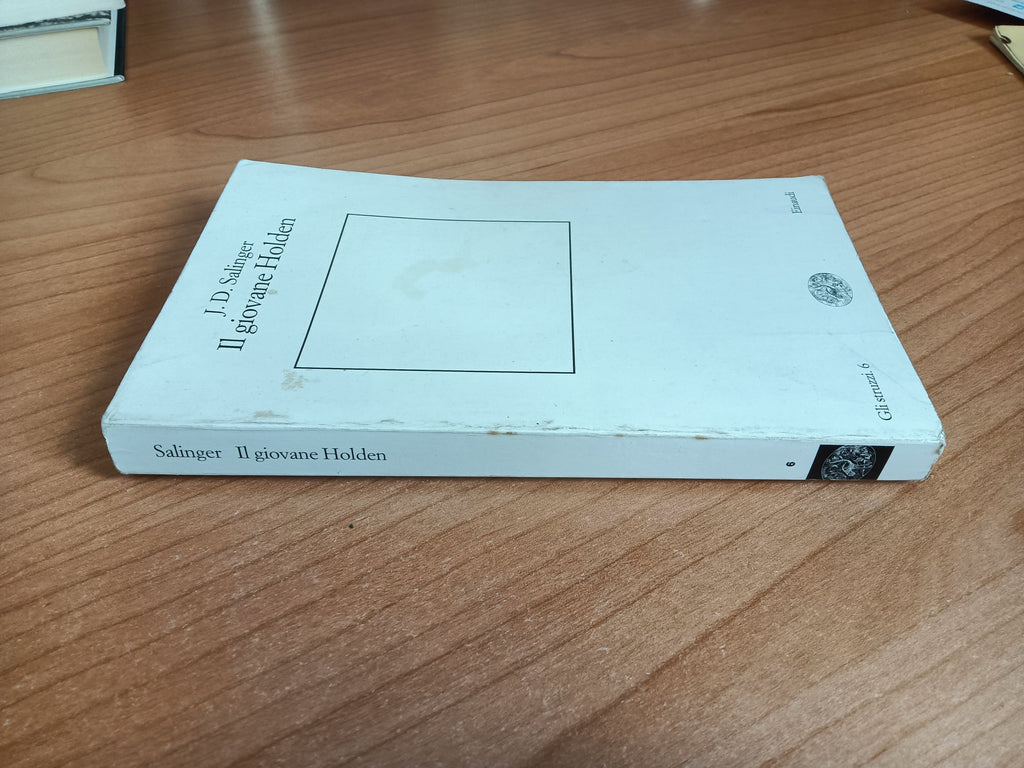 J. D. Salinger
Il giovane Holden
Einaudi
Gli struzzi. 6
Salinger Il giovane Holden
6